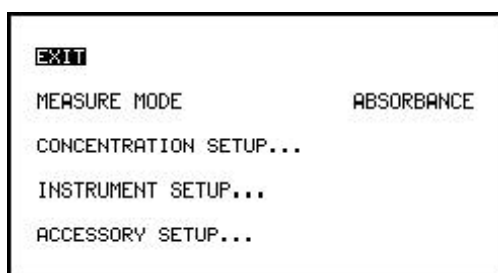 EXIT
MEASURE MODE ABSORBANCE
CONCENTRATION SETUP...
INSTRUMENT SETUP...
ACCESSORY SETUP...